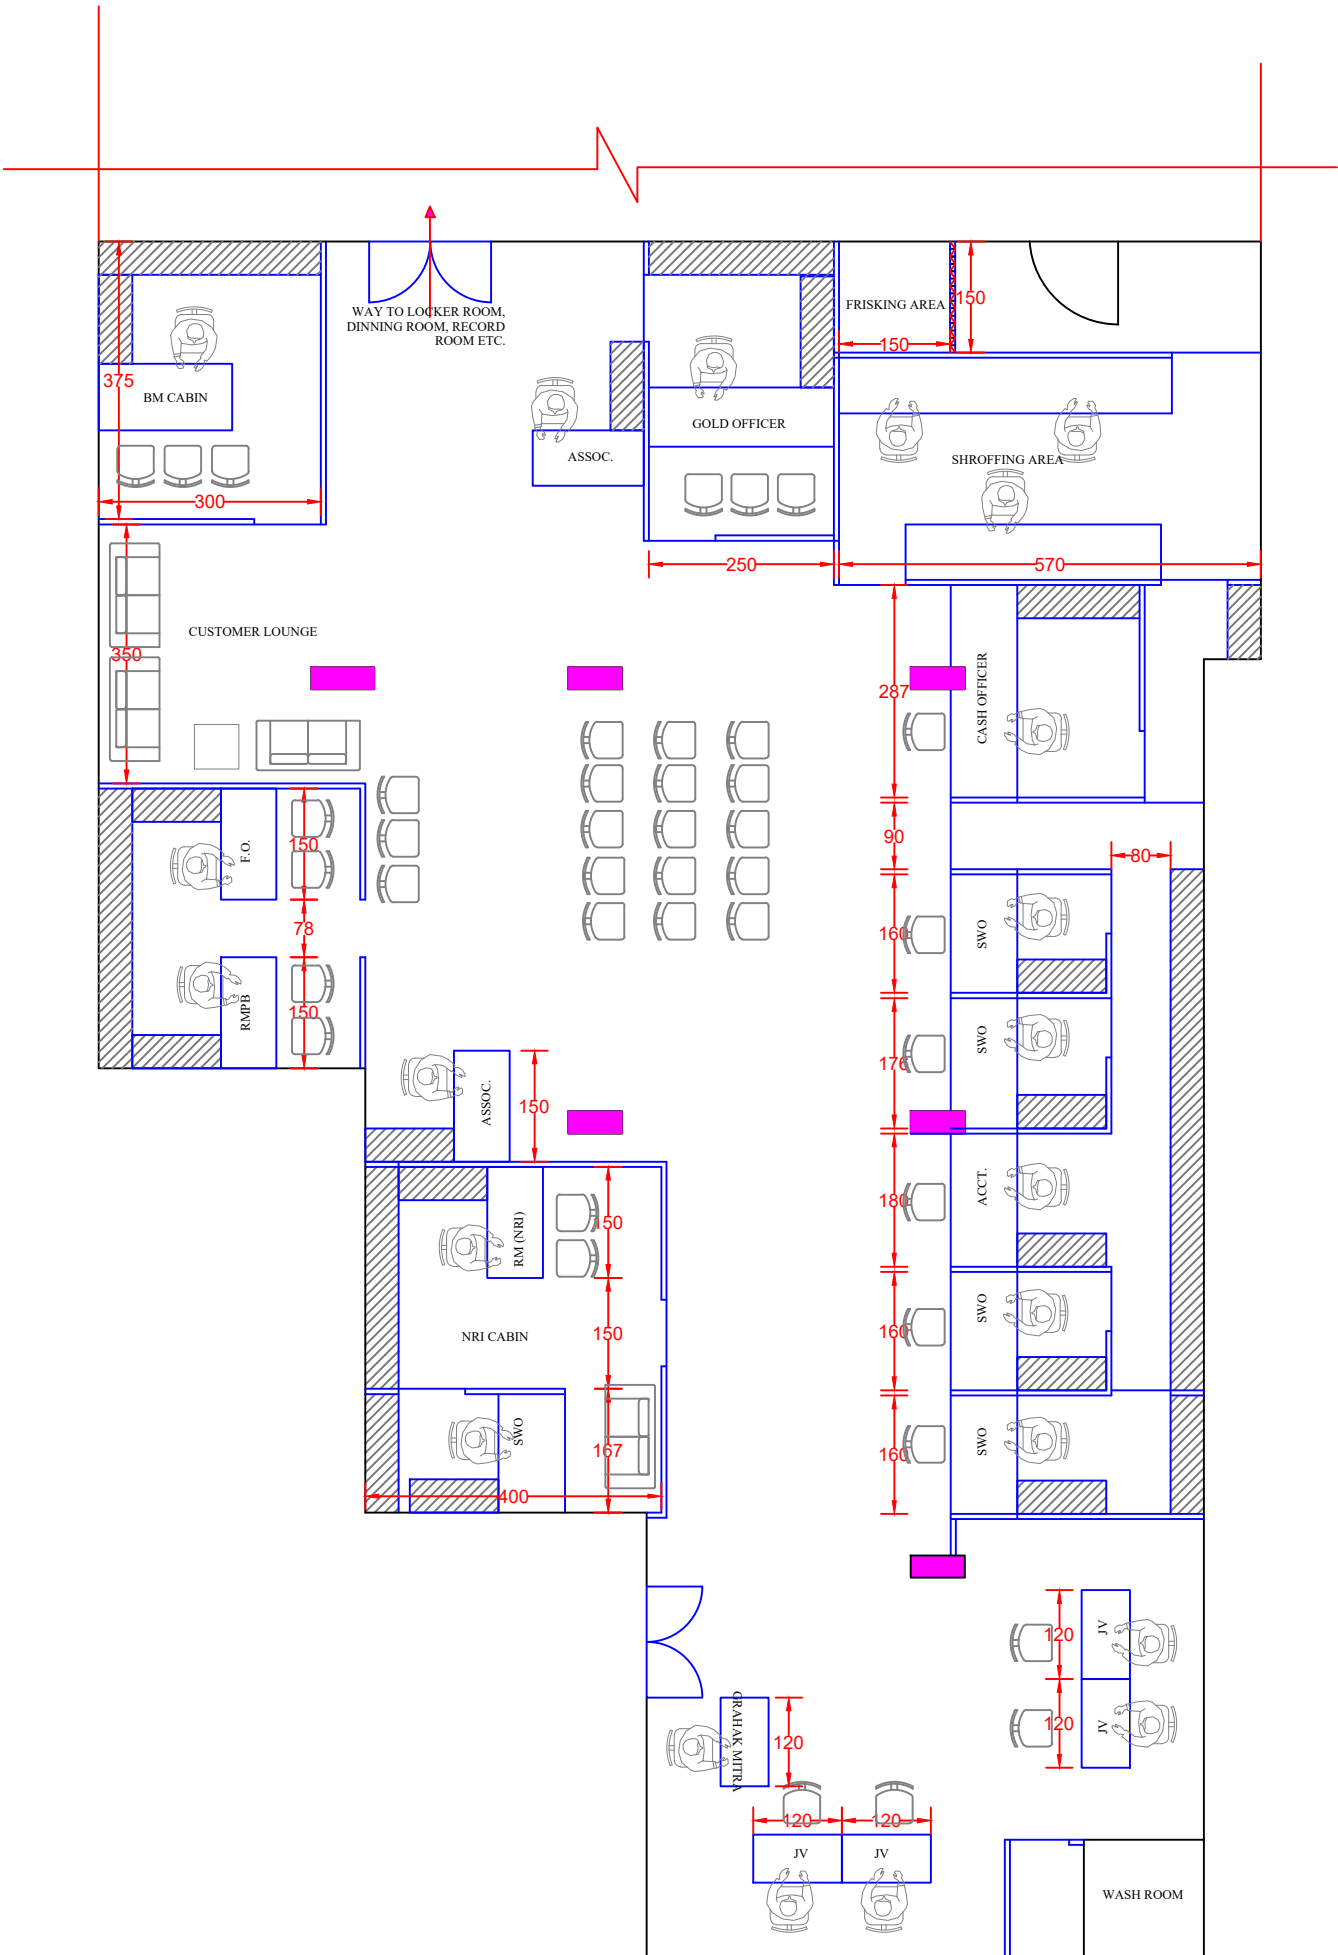 WAY TO LOCKER ROOM,
DINNING ROOM, RECORD
ROOM ETC.
FRISKING AREA
150
150
375
BM CABIN
ASSOC.
GOLD OFFICER
SHROFFING AREA
300
250
570
CUSTOMER LOUNGE
350
287
CASH OFFICER
90
80
F.O.
150
78
RMPB
150
160
SWO
176
SWO
ASSOC.
150
180
ACCT.
RM (NRI)
150
NRI CABIN
150
160
SWO
SWO
167
400
160
SWO
120
JV
120
JV
GRAHAK MITRA
120
120
120
JV
JV
WASH ROOM